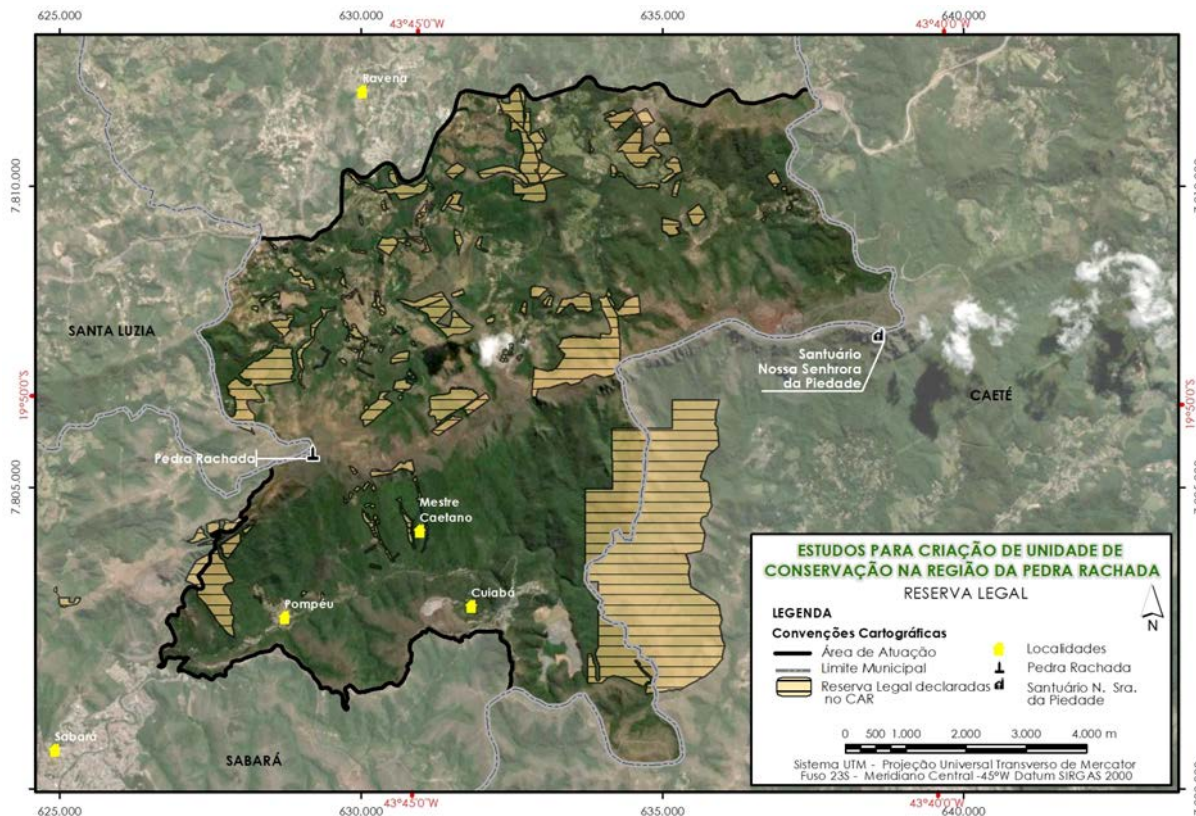 625.000
630.000
43°45'0"W
635.000
43°40'0"W
640.000
Ravena
7.810.000
SANTA LUZIA
Santuário
Nossa Senhrora
da Piedade
CAETÉ
19°50'0"S
19°50'0"S
Pedra Rachada
7.805.000
Mestre
Caetano
Pompéu
Cuiabá
Sabará
SABARÁ
ESTUDOS PARA CRIAÇÃO DE UNIDADE DE
CONSERVAÇÃO NA REGIÃO DA PEDRA RACHADA
RESERVA LEGAL
LEGENDA
N
Convenções Cartográficas
Área de Atuação
Limite Municipal
Reserva Legal declaradas
no CAR
Localidades
Pedra Rachada
Santuário N. Sra.
da Piedade
0 500 1.000 2.000 3.000 4.000 m
Sistema UTM - Projeção Universal Transverso de Mercator
Fuso 23S - Meridiano Central -45°W Datum SIRGAS 2000
625.000
630.000
43°45'0"W
635.000
43°40'0"W
640.000